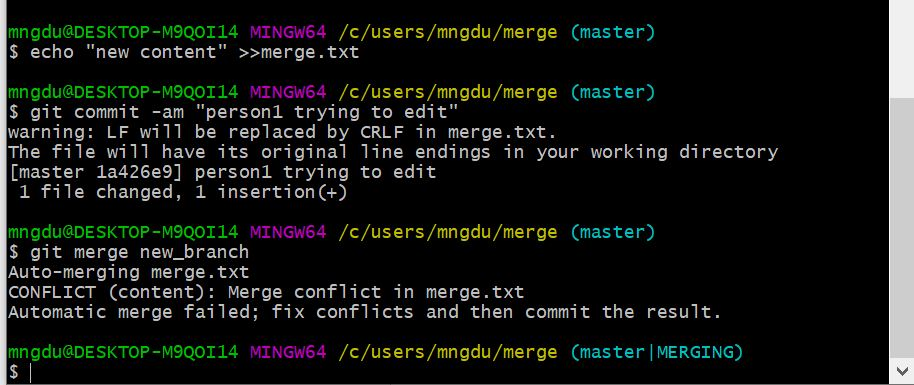 mngdu@DESKTOP-M9QOI14 MINGW64 /c/users/mngdu/merge (master)
$ echo "new content" >>merge.txt
mngdu@DESKTOP-M9QOI14 MINGW64 /c/users/mngdu/merge (master)
$ git commit -am "person1 trying to edit"
warning: LF will be replaced by CRLF in merge.txt.
The file will have its original line endings in your working directory
[master 1a426e9] person1 trying to edit
 1 file changed, 1 insertion(+)
mngdu@DESKTOP-M9QOI14 MINGW64 /c/users/mngdu/merge (master)
$ git merge new_branch
Auto-merging merge.txt
CONFLICT (content): Merge conflict in merge.txt
Automatic merge failed; fix conflicts and then commit the result.
mngdu@DESKTOP-M9QOI14 MINGW64 /c/users/mngdu/merge (master|MERGING)
$